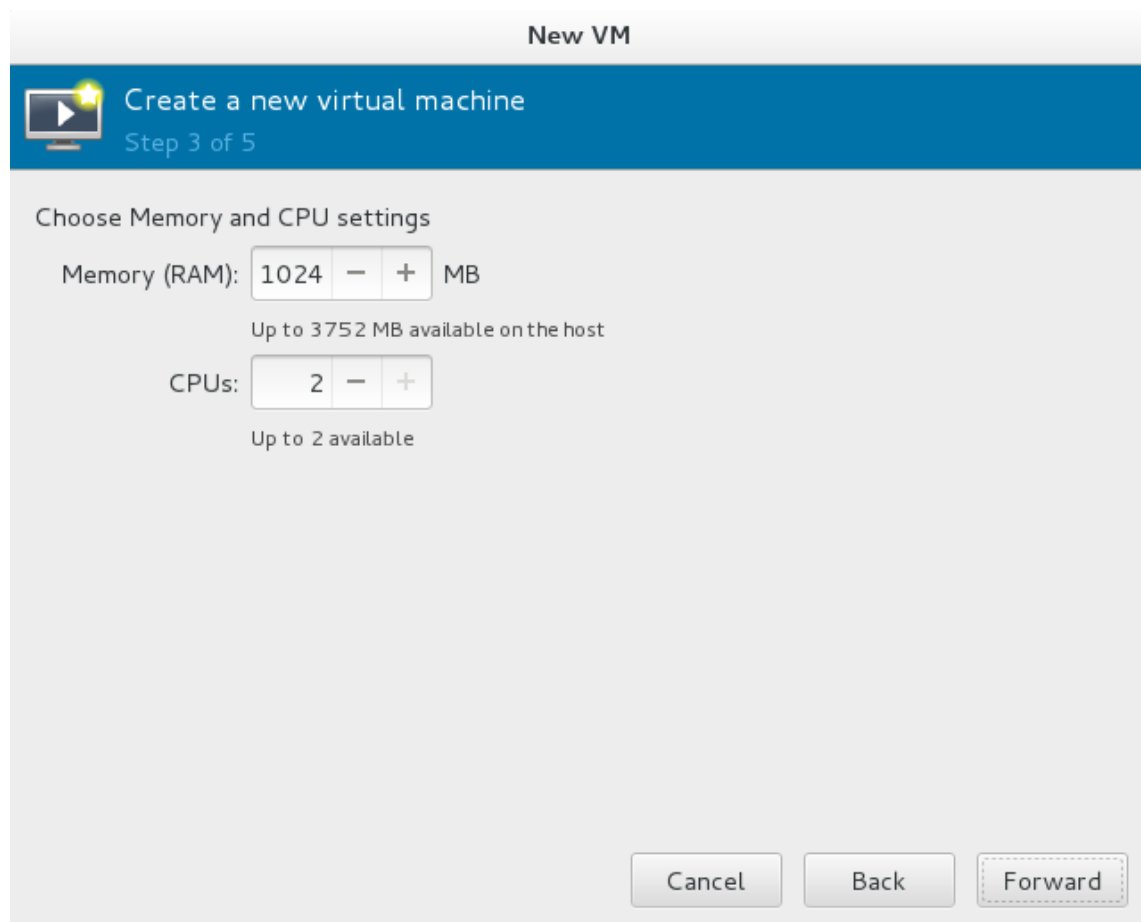 New VM
Create a new virtual machine
Step 3 of 5
Choose Memory and CPU settings
Memory (RAM): 1024 − + MB
Up to 3752 MB available on the host
CPUs: 2 − +
Up to 2 available
Cancel Back Forward